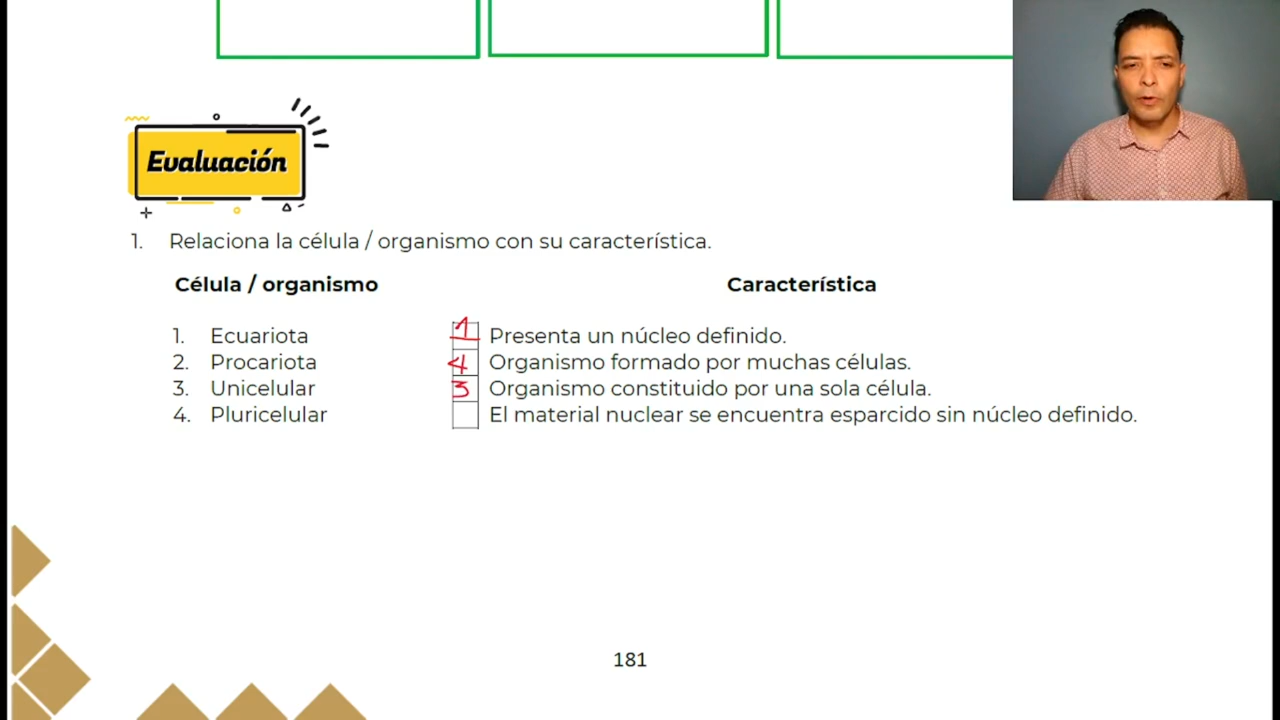 Evaluación
1. Relaciona la célula / organismo con su característica.
Célula / organismo Característica
1. Ecuariota 1 Presenta un núcleo definido.
2. Procariota 4 Organismo formado por muchas células.
3. Unicelular 3 Organismo constituido por una sola célula.
4. Pluricelular El material nuclear se encuentra esparcido sin núcleo definido.
181